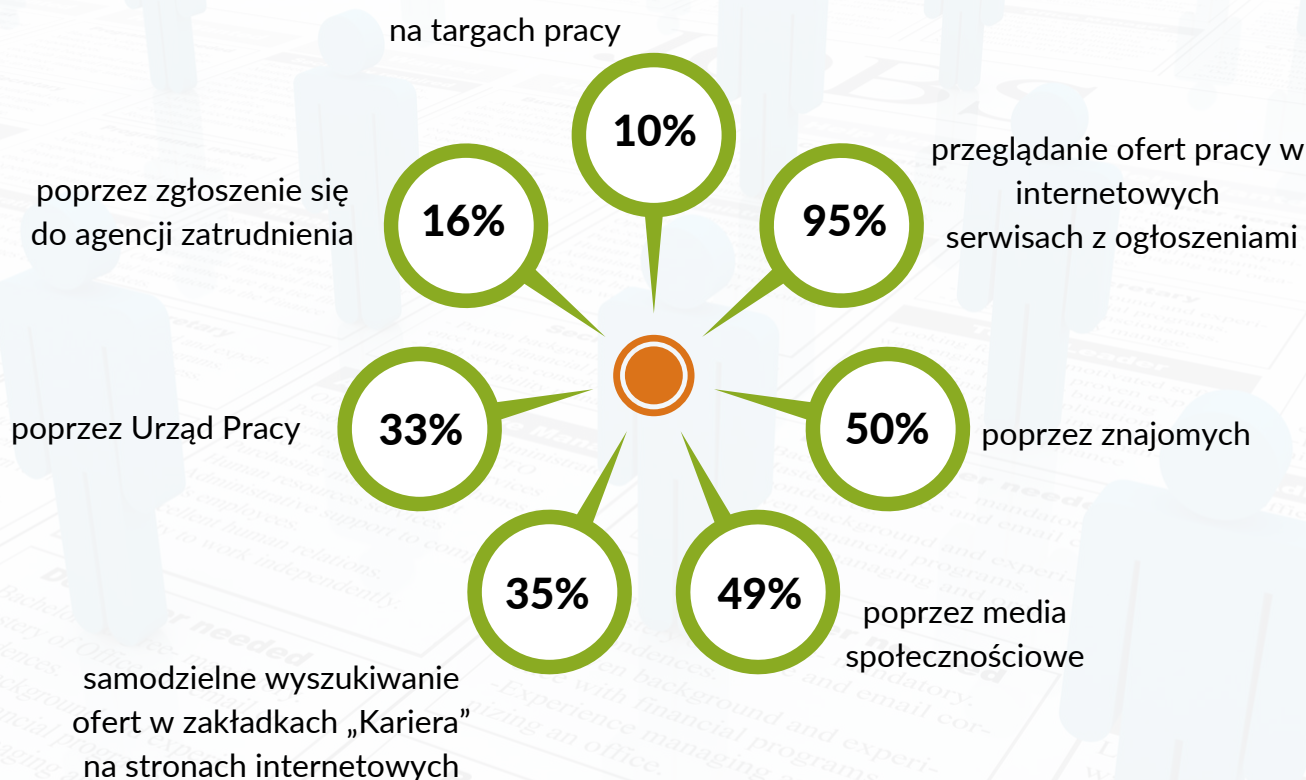 na targach pracy
10%
przeglądanie ofert pracy w
internetowych
serwisach z ogłoszeniami
95%
poprzez znajomych
50%
poprzez media
społecznościowe
49%
samodzielne wyszukiwanie
ofert w zakładkach „Kariera”
na stronach internetowych
35%
poprzez Urząd Pracy
33%
poprzez zgłoszenie się
do agencji zatrudnienia
16%